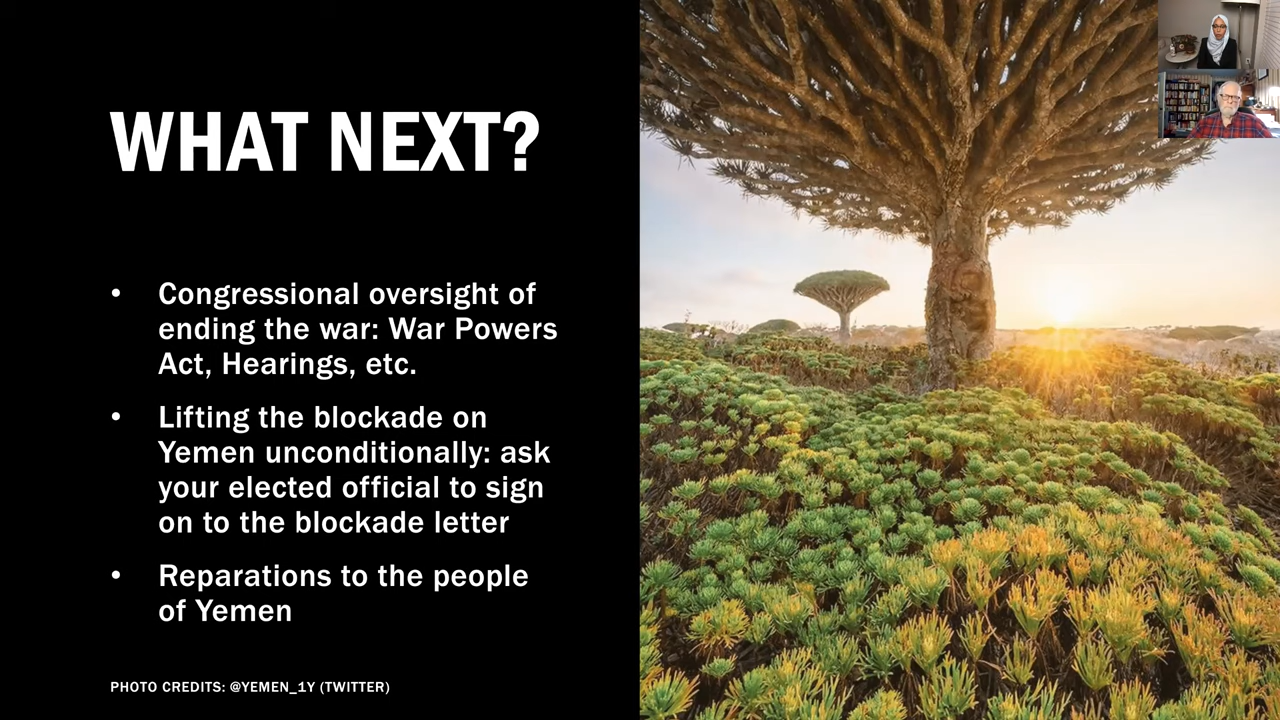 WHAT NEXT?
• Congressional oversight of
ending the war: War Powers
Act, Hearings, etc.
• Lifting the blockade on
Yemen unconditionally: ask
your elected official to sign
on to the blockade letter
• Reparations to the people
of Yemen
PHOTO CREDITS: @YEMEN_1Y (TWITTER)